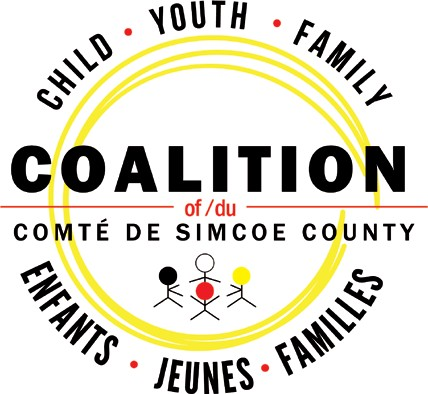 CHILD • YOUTH • FAMILY
COALITION
of/du
COMTÉ DE SIMCOE COUNTY
ENFANTS • JEUNES • FAMILLES